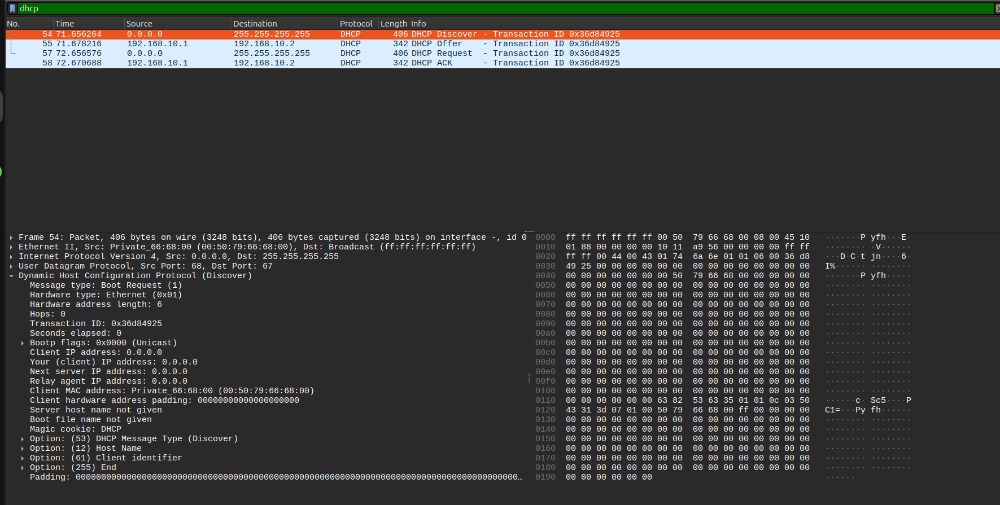 dhcp
No. Time Source Destination Protocol Length Info
54 71.656264 0.0.0.0 255.255.255.255 DHCP 406 DHCP Discover - Transaction ID 0x36d84925
55 71.678216 192.168.10.1 192.168.10.2 DHCP 342 DHCP Offer - Transaction ID 0x36d84925
57 72.656576 0.0.0.0 255.255.255.255 DHCP 406 DHCP Request - Transaction ID 0x36d84925
58 72.670688 192.168.10.1 192.168.10.2 DHCP 342 DHCP ACK - Transaction ID 0x36d84925
Frame 54: Packet, 406 bytes on wire (3248 bits), 406 bytes captured (3248 bits) on interface -, id 0
Ethernet II, Src: Private_66:68:00 (00:50:79:66:68:00), Dst: Broadcast (ff:ff:ff:ff:ff:ff)
Internet Protocol Version 4, Src: 0.0.0.0, Dst: 255.255.255.255
User Datagram Protocol, Src Port: 68, Dst Port: 67
Dynamic Host Configuration Protocol (Discover)
Message type: Boot Request (1)
Hardware type: Ethernet (0x01)
Hardware address length: 6
Hops: 0
Transaction ID: 0x36d84925
Seconds elapsed: 0
Bootp flags: 0x0000 (Unicast)
Client IP address: 0.0.0.0
Your (client) IP address: 0.0.0.0
Next server IP address: 0.0.0.0
Relay agent IP address: 0.0.0.0
Client MAC address: Private_66:68:00 (00:50:79:66:68:00)
Client hardware address padding: 00000000000000000000
Server host name not given
Boot file name not given
Magic cookie: DHCP
Option: (53) DHCP Message Type (Discover)
Option: (12) Host Name
Option: (61) Client identifier
Option: (255) End
Padding: 000000000000000000000000000000000000000000000000000000000000000000000000000000000000000…
0000 ff ff ff ff ff ff 00 50 79 66 68 00 08 00 45 10 ·······P yfh···E·
0010 01 88 00 00 00 00 10 11 a9 56 00 00 00 00 ff ff ········ ·V······
0020 ff ff 00 44 00 43 01 74 6a 6e 01 01 06 00 36 d8 ···D·C·t jn····6·
0030 49 25 00 00 00 00 00 00 00 00 00 00 00 00 00 00 I%······ ········
0040 00 00 00 00 00 00 00 50 79 66 68 00 00 00 00 00 ·······P yfh·····
0050 00 00 00 00 00 00 00 00 00 00 00 00 00 00 00 00 ········ ········
0060 00 00 00 00 00 00 00 00 00 00 00 00 00 00 00 00 ········ ········
0070 00 00 00 00 00 00 00 00 00 00 00 00 00 00 00 00 ········ ········
0080 00 00 00 00 00 00 00 00 00 00 00 00 00 00 00 00 ········ ········
0090 00 00 00 00 00 00 00 00 00 00 00 00 00 00 00 00 ········ ········
00a0 00 00 00 00 00 00 00 00 00 00 00 00 00 00 00 00 ········ ········
00b0 00 00 00 00 00 00 00 00 00 00 00 00 00 00 00 00 ········ ········
00c0 00 00 00 00 00 00 00 00 00 00 00 00 00 00 00 00 ········ ········
00d0 00 00 00 00 00 00 00 00 00 00 00 00 00 00 00 00 ········ ········
00e0 00 00 00 00 00 00 00 00 00 00 00 00 00 00 00 00 ········ ········
00f0 00 00 00 00 00 00 00 00 00 00 00 00 00 00 00 00 ········ ········
0100 00 00 00 00 00 00 00 00 00 00 00 00 00 00 00 00 ········ ········
0110 00 00 00 00 00 00 63 82 53 63 35 01 01 0c 03 50 ······c· Sc5····P
0120 43 31 3d 07 01 00 50 79 66 68 00 ff 00 00 00 00 C1=···Py fh······
0130 00 00 00 00 00 00 00 00 00 00 00 00 00 00 00 00 ········ ········
0140 00 00 00 00 00 00 00 00 00 00 00 00 00 00 00 00 ········ ········
0150 00 00 00 00 00 00 00 00 00 00 00 00 00 00 00 00 ········ ········
0160 00 00 00 00 00 00 00 00 00 00 00 00 00 00 00 00 ········ ········
0170 00 00 00 00 00 00 00 00 00 00 00 00 00 00 00 00 ········ ········
0180 00 00 00 00 00 00 00 00 00 00 00 00 00 00 00 00 ········ ········
0190 00 00 00 00 00 00 ······